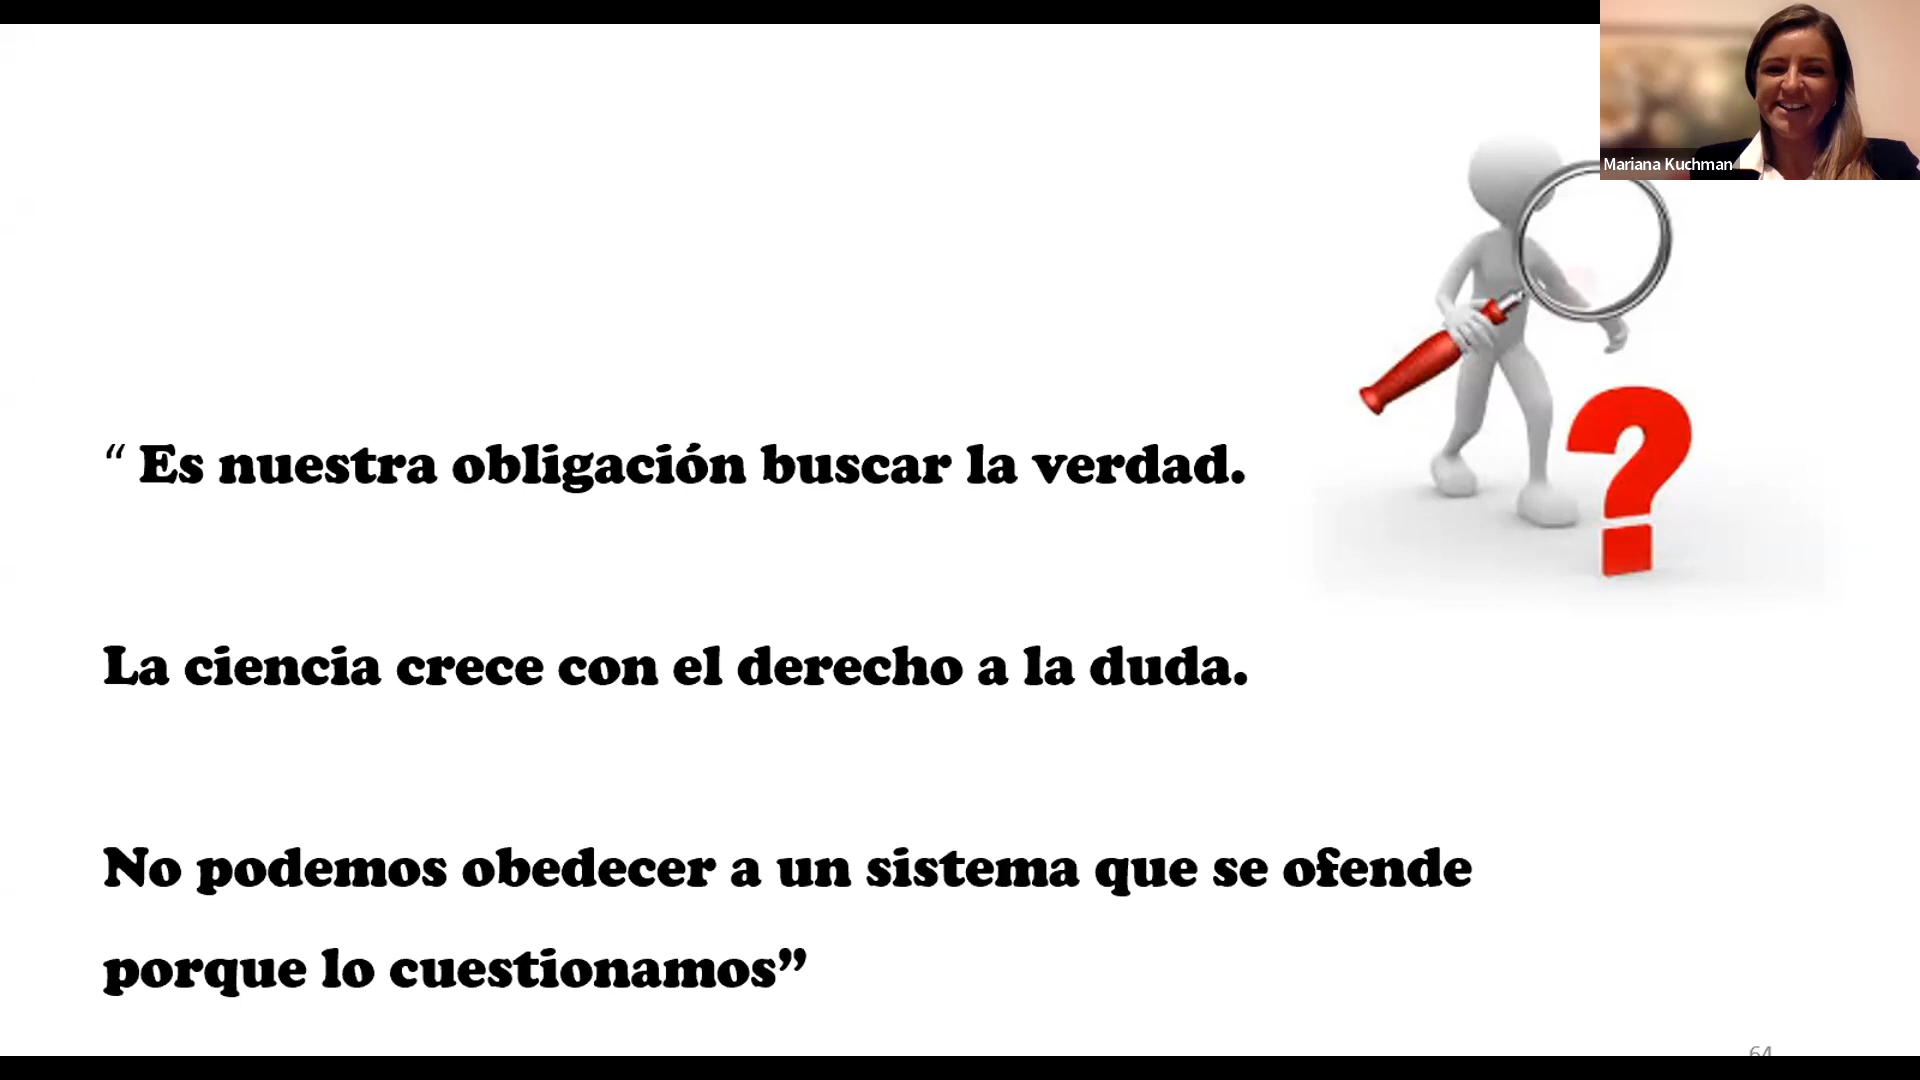 Mariana Kuchman
“ Es nuestra obligación buscar la verdad.
La ciencia crece con el derecho a la duda.
No podemos obedecer a un sistema que se ofende
porque lo cuestionamos”
64